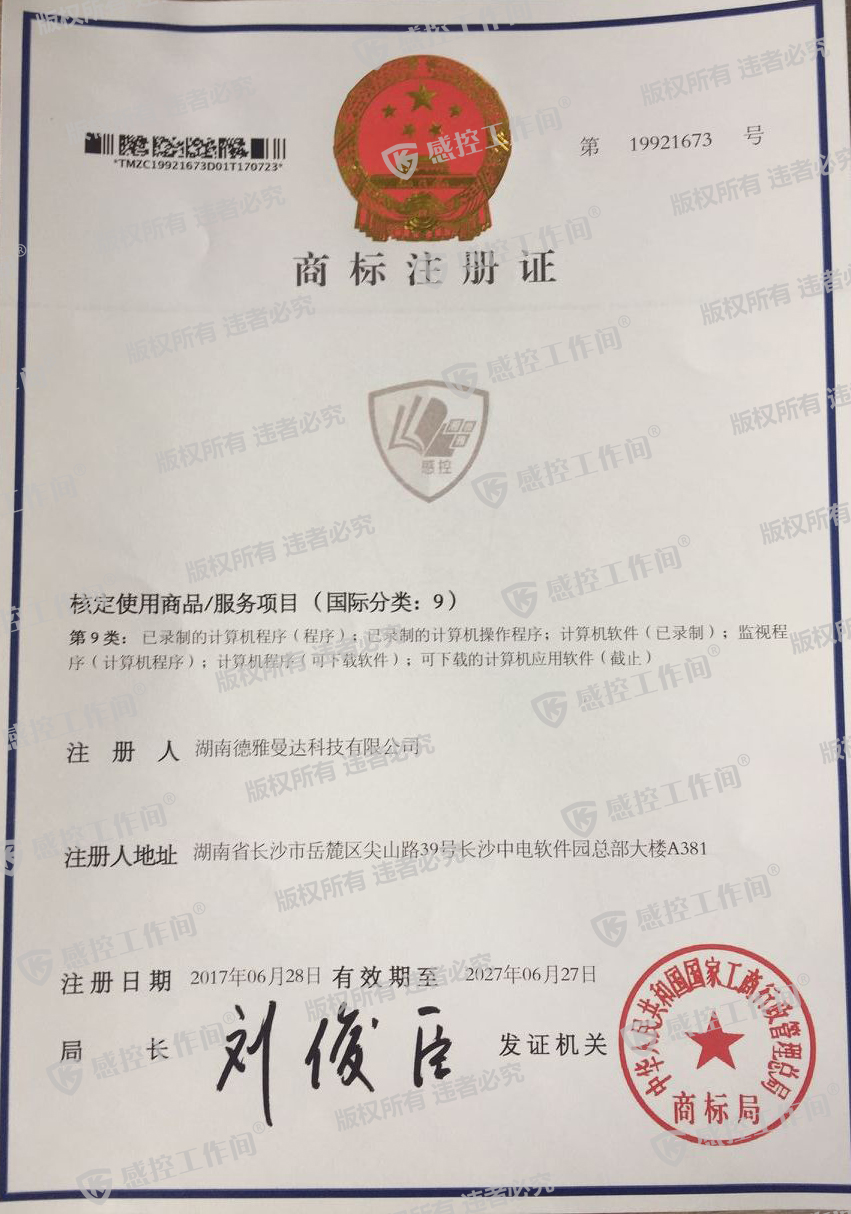 *TMZC19921673D01T170723*
第 19921673 号
商标注册证
感控
核定使用商品/服务项目（国际分类：9）
第9类：已录制的计算机程序（程序）；已录制的计算机操作程序；计算机软件（已录制）；监视程
序（计算机程序）；计算机程序（可下载软件）；可下载的计算机应用软件（截止）
注册人 湖南德雅曼达科技有限公司
注册人地址 湖南省长沙市岳麓区尖山路39号长沙中电软件园总部大楼A381
注册日期 2017年06月28日 有效期至 2027年06月27日
局长 刘俊臣 发证机关
中华人民共和国国家工商行政管理总局
商标局
感控工作间®
版权所有 违者必究